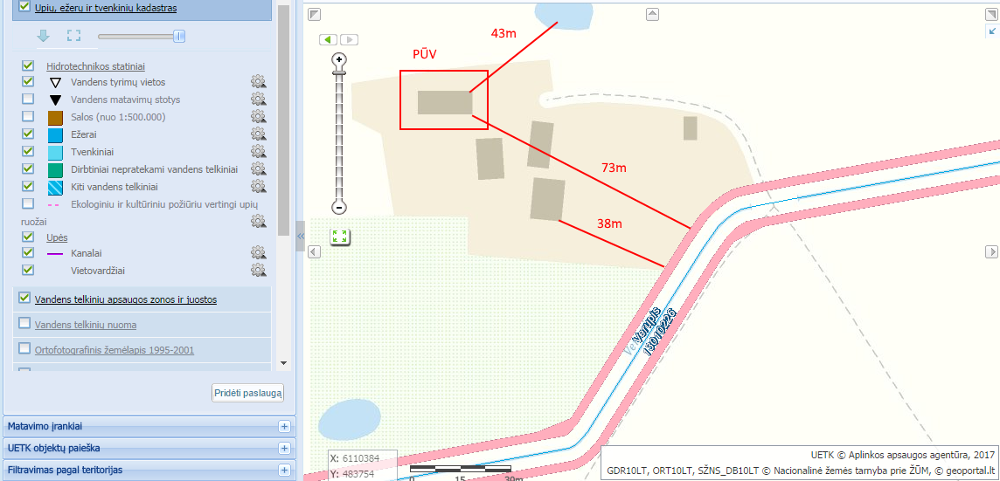 Upių, ežerų ir tvenkinių kadastras
Hidrotechnikos statiniai
Vandens tyrimų vietos
Vandens matavimų stotys
Salos (nuo 1:500.000)
Ežerai
Tvenkiniai
Dirbtiniai nepratekami vandens telkiniai
Kiti vandens telkiniai
Ekologiniu ir kultūriniu požiūriu vertingi upių
ruožai
Upės
Kanalai
Vietovardžiai
Vandens telkinių apsaugos zonos ir juostos
Vandens telkinių nuoma
Ortofotografinis žemėlapis 1995-2001
Pridėti paslaugą
Matavimo įrankiai
UETK objektų paieška
Filtravimas pagal teritorijas
43m
PŪV
73m
38m
Vampis
13010226
X: 6110384
Y: 483754
0 15 30m
UETK © Aplinkos apsaugos agentūra, 2017
GDR10LT, ORT10LT, SŽNS_DB10LT © Nacionalinė žemės tarnyba prie ŽŪM, © geoportal.lt